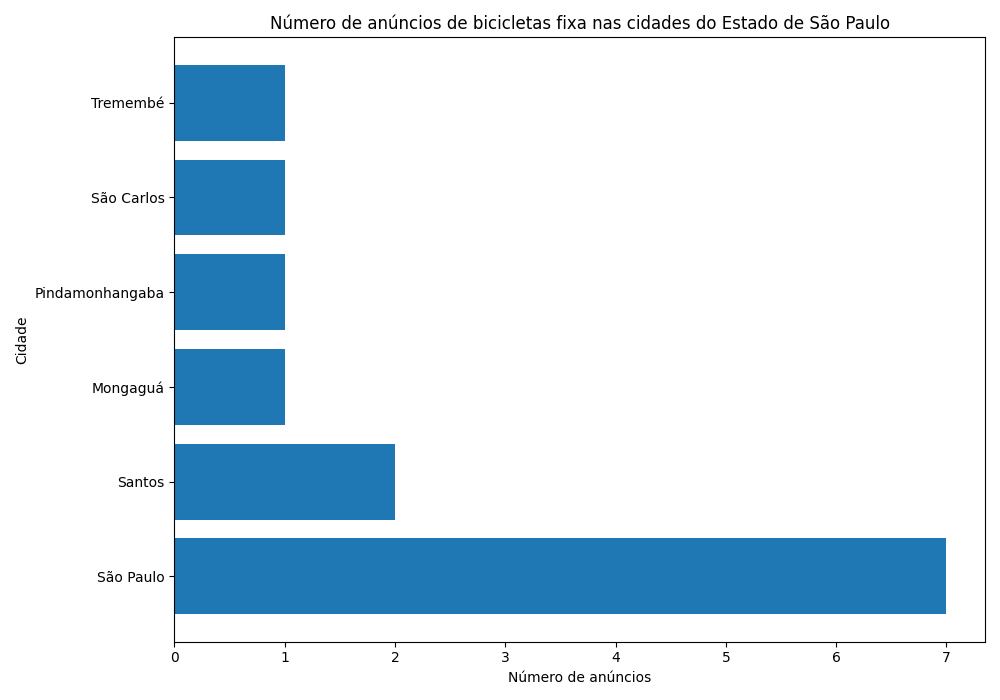 Número de anúncios de bicicletas fixa nas cidades do Estado de São Paulo
Cidade
Tremembé
São Carlos
Pindamonhangaba
Mongaguá
Santos
São Paulo
0 1 2 3 4 5 6 7
Número de anúncios